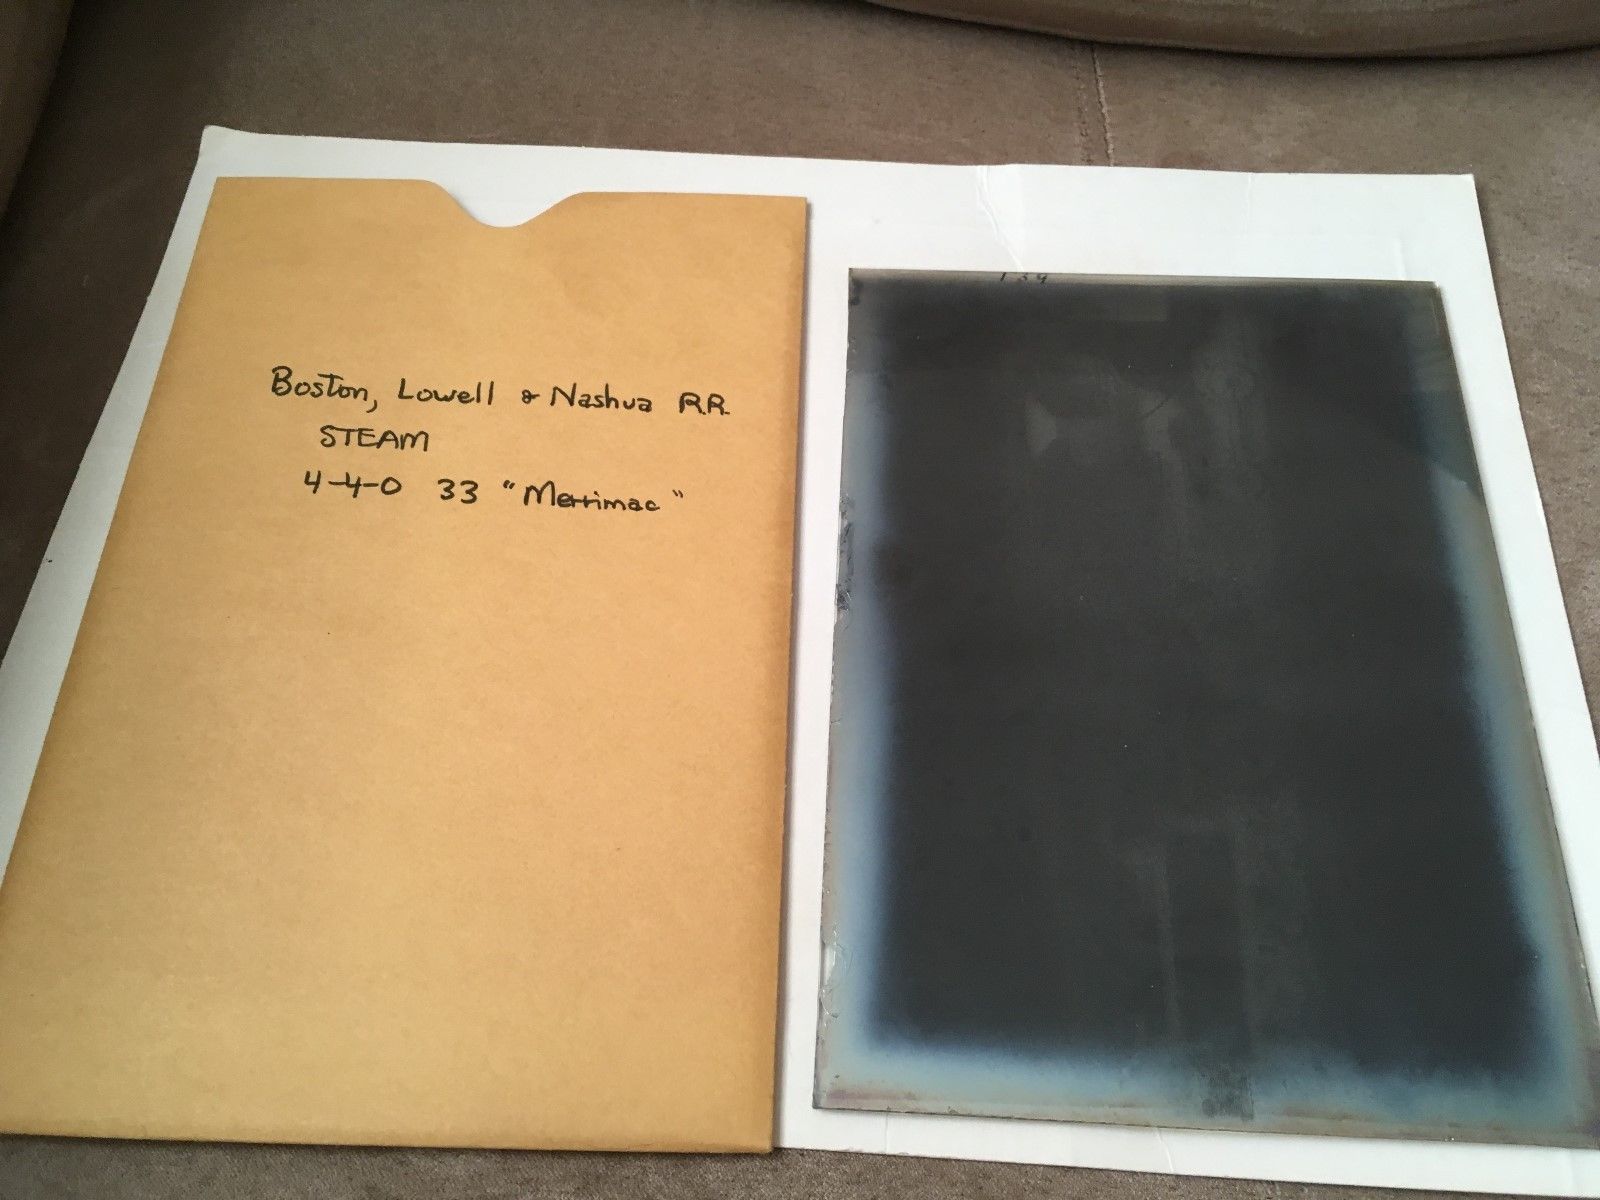 Boston, Lowell & Nashua R.R.
STEAM
4-4-0 33 "Merrimac"